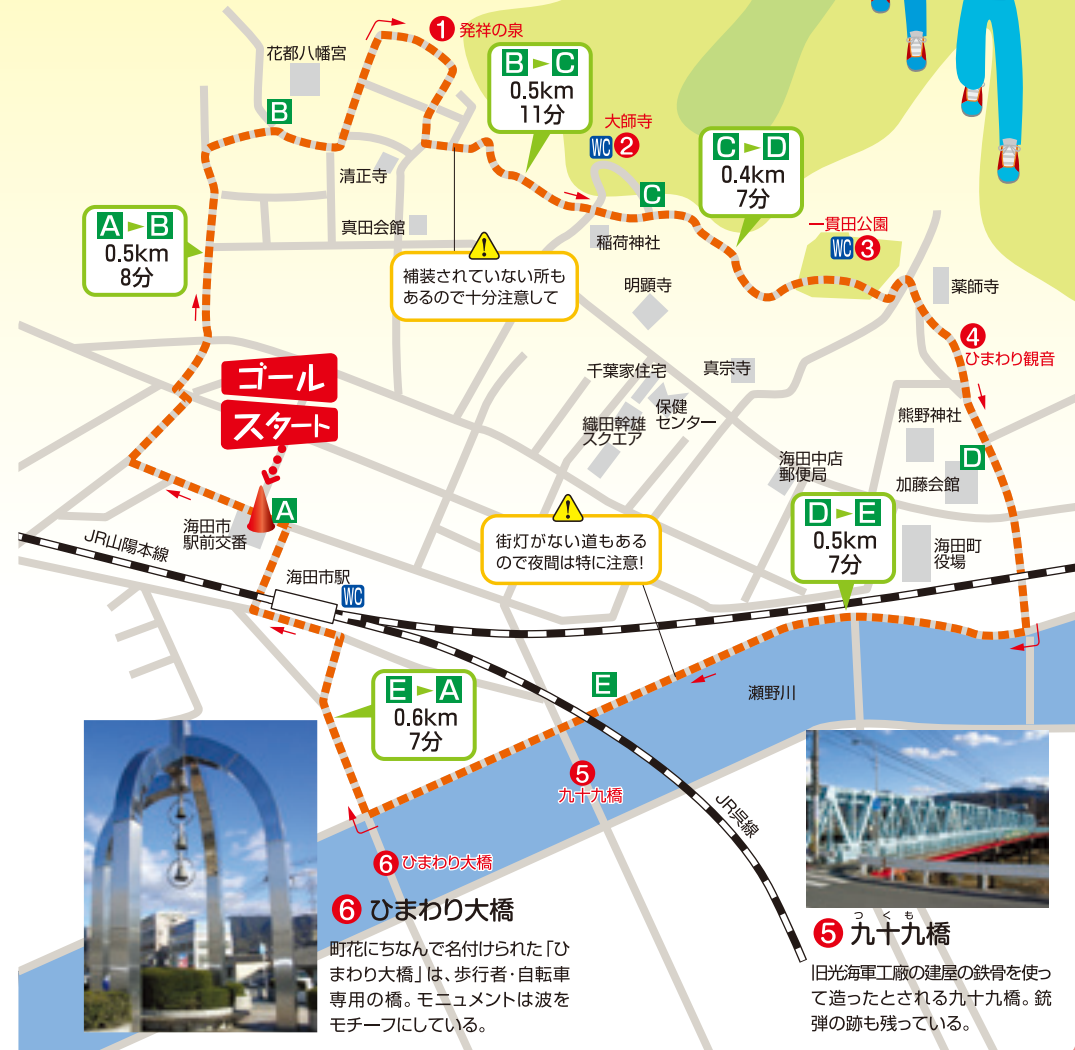 ❶ 発祥の泉
花都八幡宮
B
B▶C
0.5km
11分
大師寺
WC ❷
C▶D
0.4km
7分
清正寺
C
真田会館
A▶B
0.5km
8分
稲荷神社
一貫田公園
WC ❸
補装されていない所も
あるので十分注意して
明顕寺
薬師寺
❹
ひまわり観音
ゴール
スタート
千葉家住宅
真宗寺
保健
センター
織田幹雄
スクエア
熊野神社
D
加藤会館
海田中店
郵便局
A
海田市
駅前交番
JR山陽本線
街灯がない道もある
ので夜間は特に注意!
D▶E
0.5km
7分
海田町
役場
海田市駅
WC
E▶A
0.6km
7分
E
瀬野川
❺
九十九橋
JR呉線
❻ ひまわり大橋
❻ ひまわり大橋
町花にちなんで名付けられた「ひ
まわり大橋」は、歩行者・自転車
専用の橋。モニュメントは波を
モチーフにしている。
つくも
❺ 九十九橋
旧光海軍工廠の建屋の鉄骨を使っ
て造ったとされる九十九橋。銃
弾の跡も残っている。